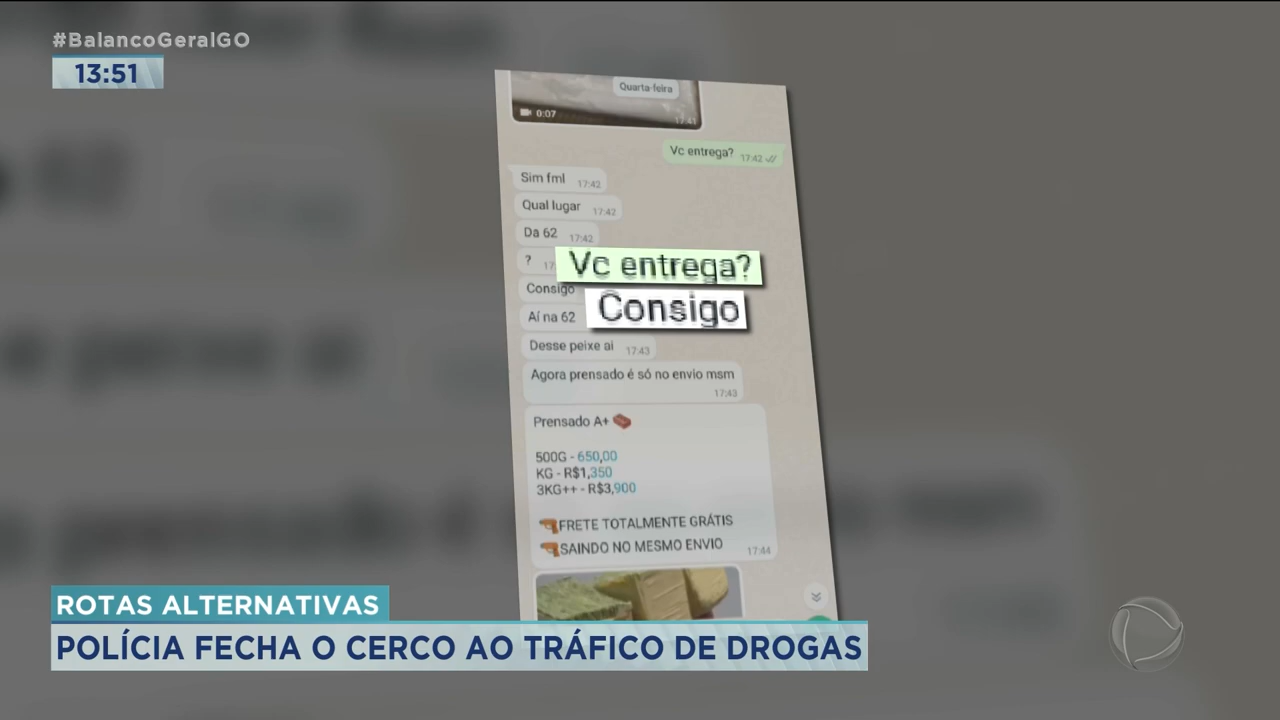 #BalancoGeralGO
13:51
Quarta-feira
0:07
17:41
Vc entrega? 17:42
Sim fml 17:42
Qual lugar 17:42
Da 62 17:42
?
Vc entrega?
Consigo
Consigo
Aí na 62
Desse peixe ai 17:43
Agora prensado é só no envio msm
17:43
Prensado A+
500G - 650,00
KG - R$1,350
3KG++ - R$3,900
FRETE TOTALMENTE GRÁTIS
SAINDO NO MESMO ENVIO 17:44
ROTAS ALTERNATIVAS
POLÍCIA FECHA O CERCO AO TRÁFICO DE DROGAS